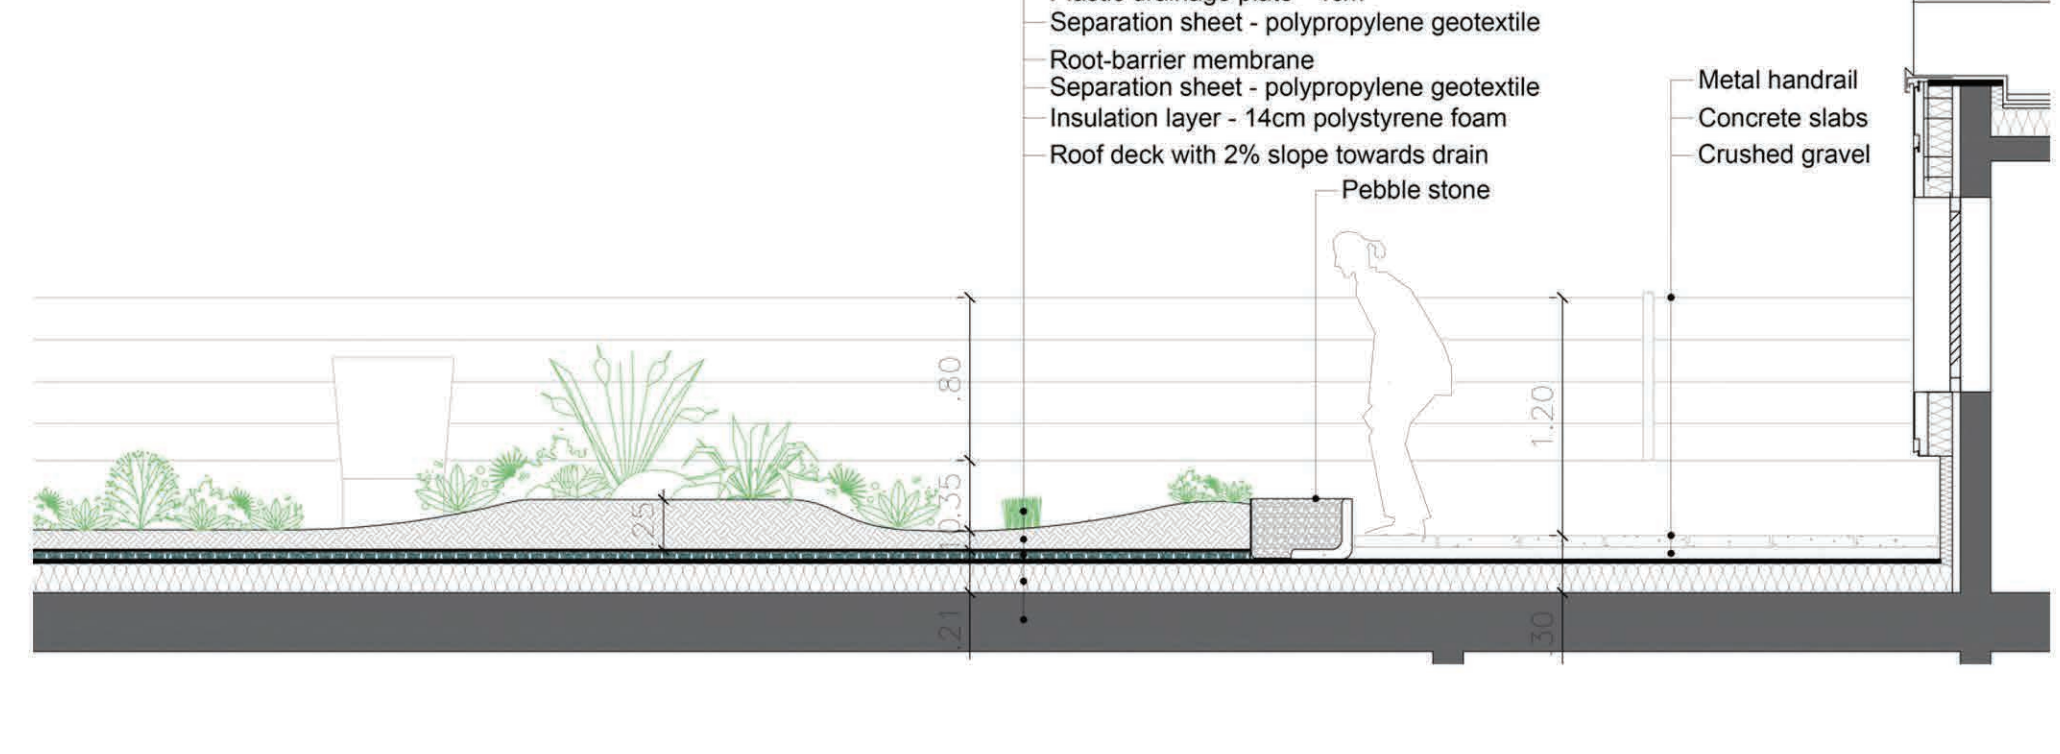 Separation sheet - polypropylene geotextile
Root-barrier membrane
Separation sheet - polypropylene geotextile
Insulation layer - 14cm polystyrene foam
Roof deck with 2% slope towards drain
Pebble stone
Metal handrail
Concrete slabs
Crushed gravel
.80
1.20
.35
.25
.21
.30